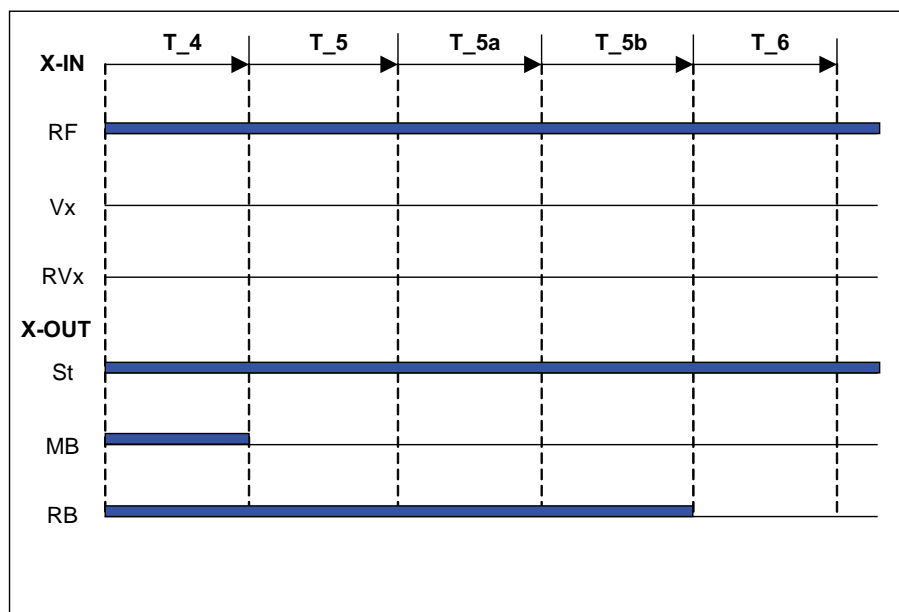 T_4 T_5 T_5a T_5b T_6
X-IN
RF
Vx
RVx
X-OUT
St
MB
RB